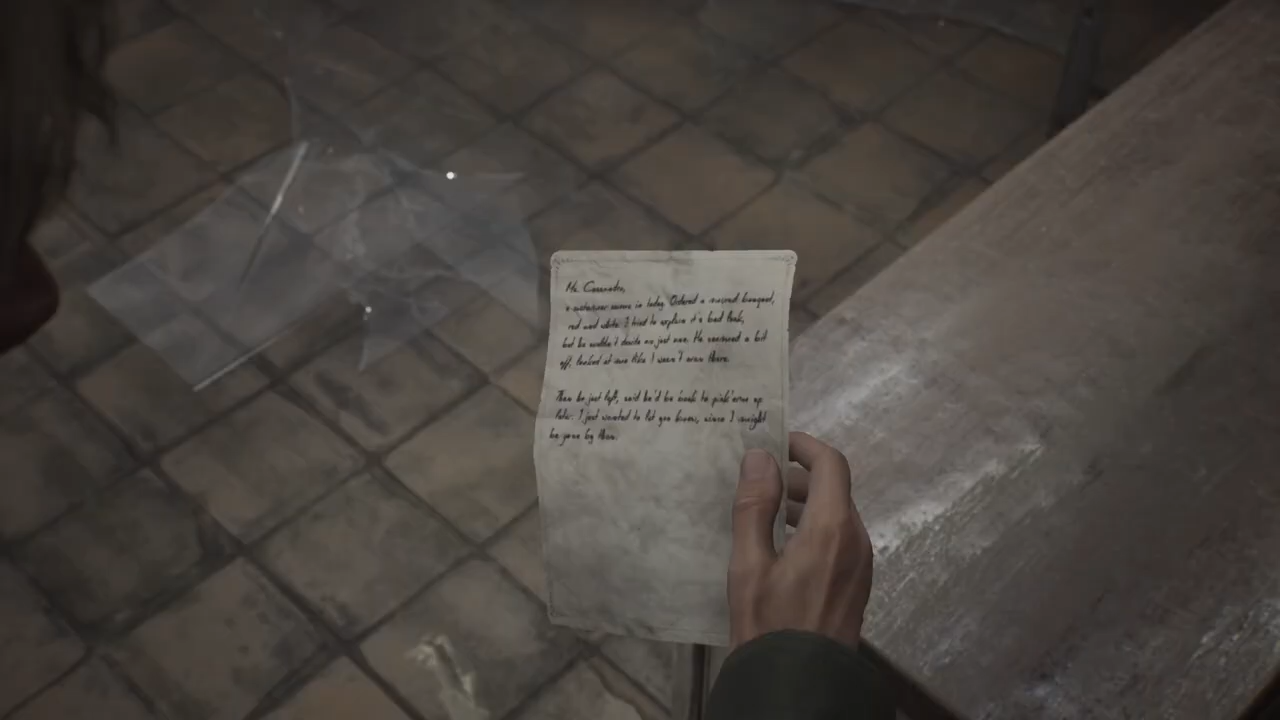 Ms. Cassandra,
a customer came in today. Ordered a mixed bouquet,
red and white. I tried to explain it's bad luck,
but he wouldn't decide on just one. He seemed a bit
off, looked at me like I wasn't even there.
Then he just left, said he'd be back to pick 'em up
later. I just wanted to let you know, since I might
be gone by then.